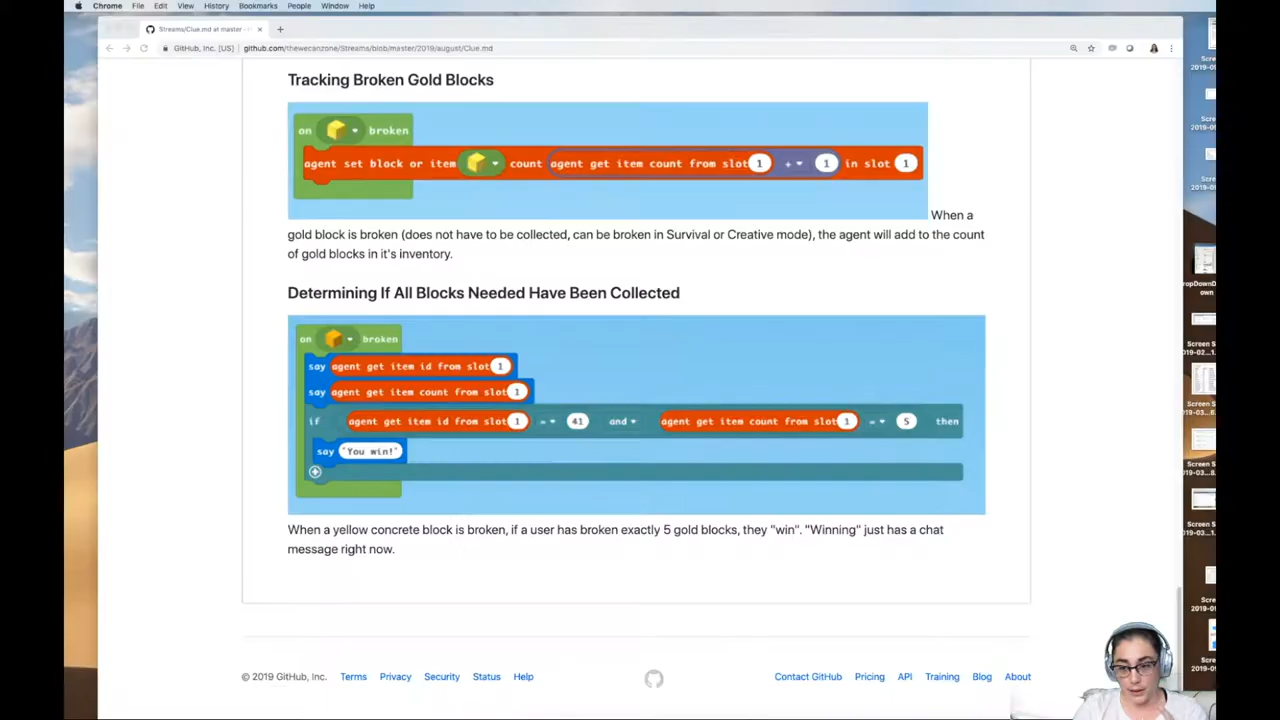 Chrome File Edit View History Bookmarks People Window Help
Streams/Clue.md at master ·
GitHub, Inc. [US] github.com/thewecanzone/Streams/blob/master/2019/august/Clue.md
Tracking Broken Gold Blocks
on broken
agent set block or item count agent get item count from slot 1 + 1 in slot 1
When a
gold block is broken (does not have to be collected, can be broken in Survival or Creative mode), the agent will add to the count
of gold blocks in it's inventory.
Determining If All Blocks Needed Have Been Collected
on broken
say agent get item id from slot 1
say agent get item count from slot 1
if agent get item id from slot 1 = 41 and agent get item count from slot 1 = 5 then
say "You win!"
When a yellow concrete block is broken, if a user has broken exactly 5 gold blocks, they "win". "Winning" just has a chat
message right now.
© 2019 GitHub, Inc. Terms Privacy Security Status Help Contact GitHub Pricing API Training Blog About